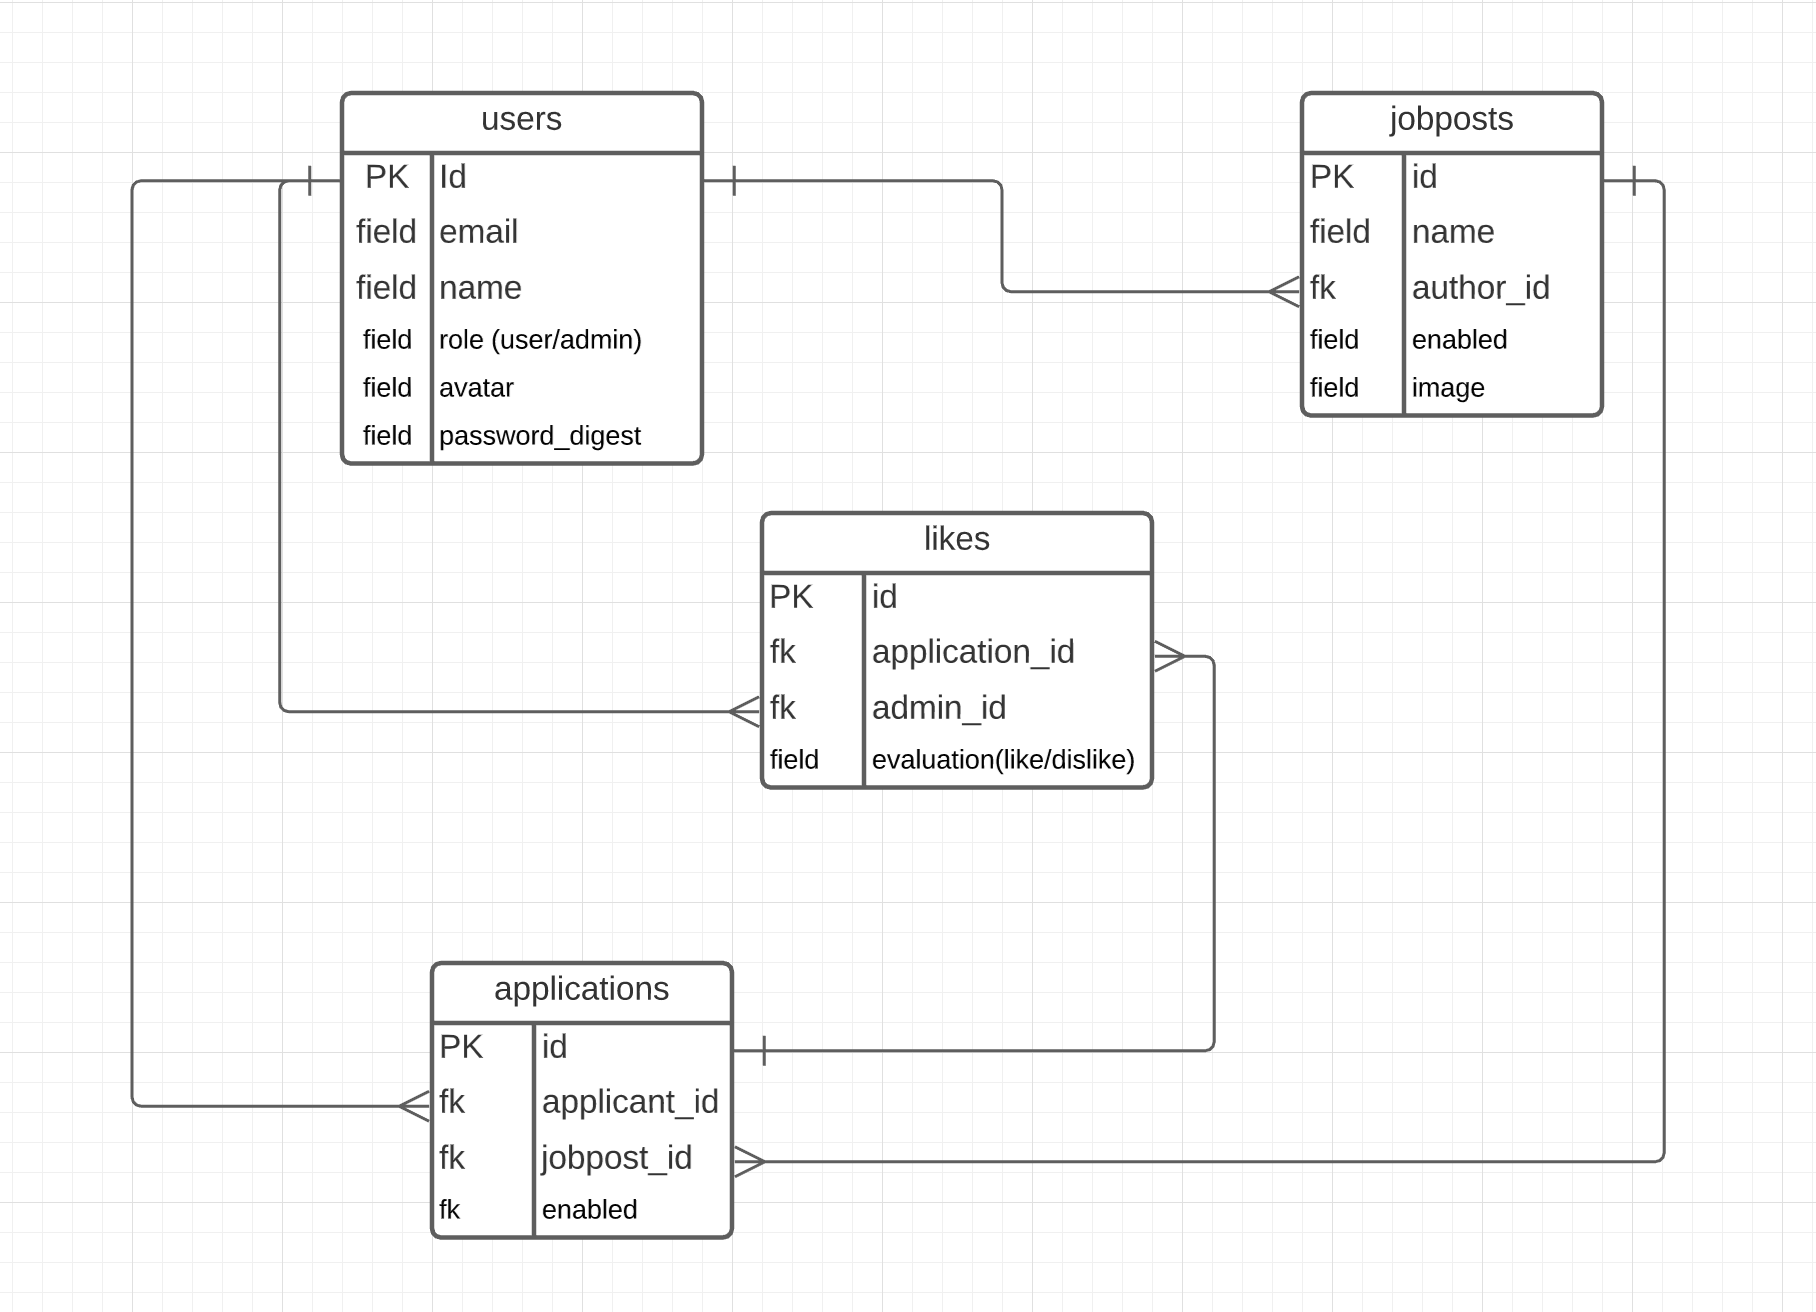 users
PK Id
field email
field name
field role (user/admin)
field avatar
field password_digest
jobposts
PK id
field name
fk author_id
field enabled
field image
likes
PK id
fk application_id
fk admin_id
field evaluation(like/dislike)
applications
PK id
fk applicant_id
fk jobpost_id
fk enabled